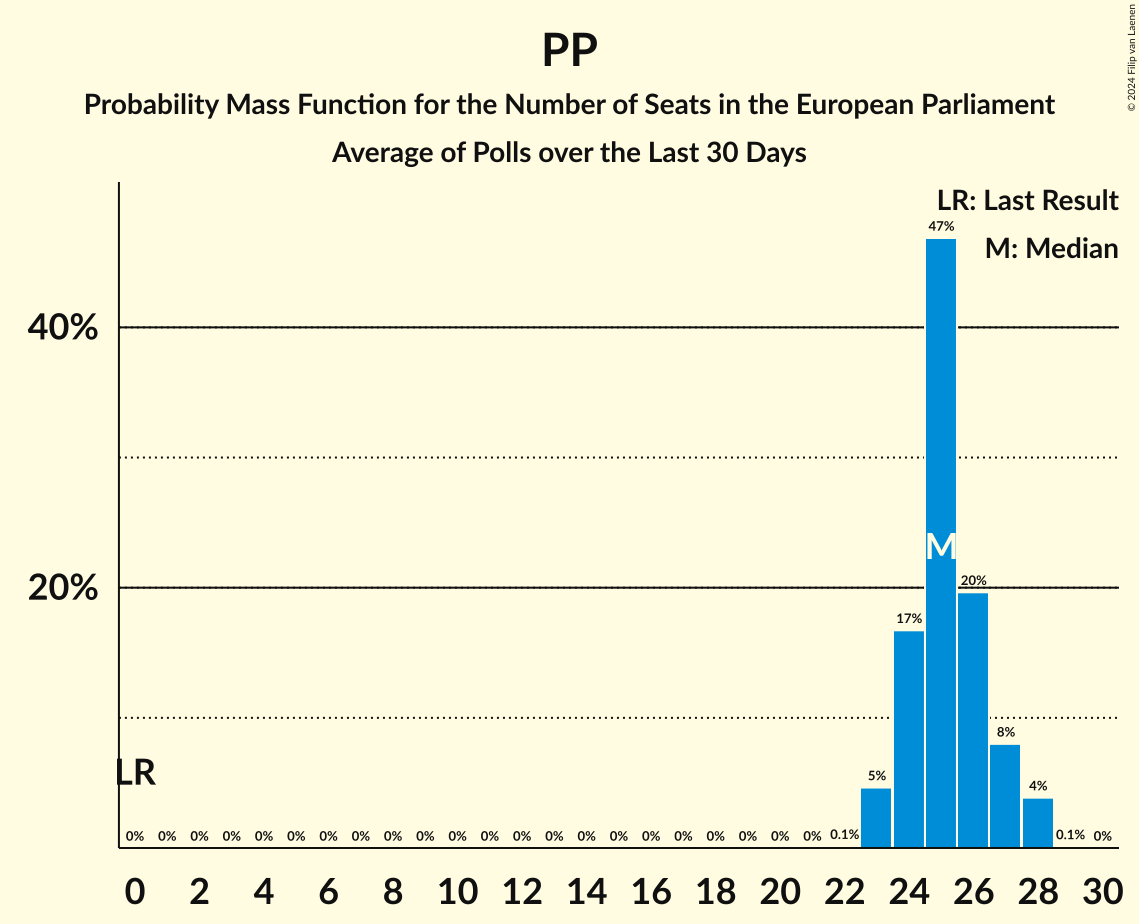 PP
Probability Mass Function for the Number of Seats in the European Parliament
Average of Polls over the Last 30 Days
© 2024 Filip van Laenen
LR: Last Result
M: Median
40%
20%
LR
M
0% 0% 0% 0% 0% 0% 0% 0% 0% 0% 0% 0% 0% 0% 0% 0% 0% 0% 0% 0% 0% 0% 0.1% 5% 17% 47% 20% 8% 4% 0.1% 0%
0 2 4 6 8 10 12 14 16 18 20 22 24 26 28 30